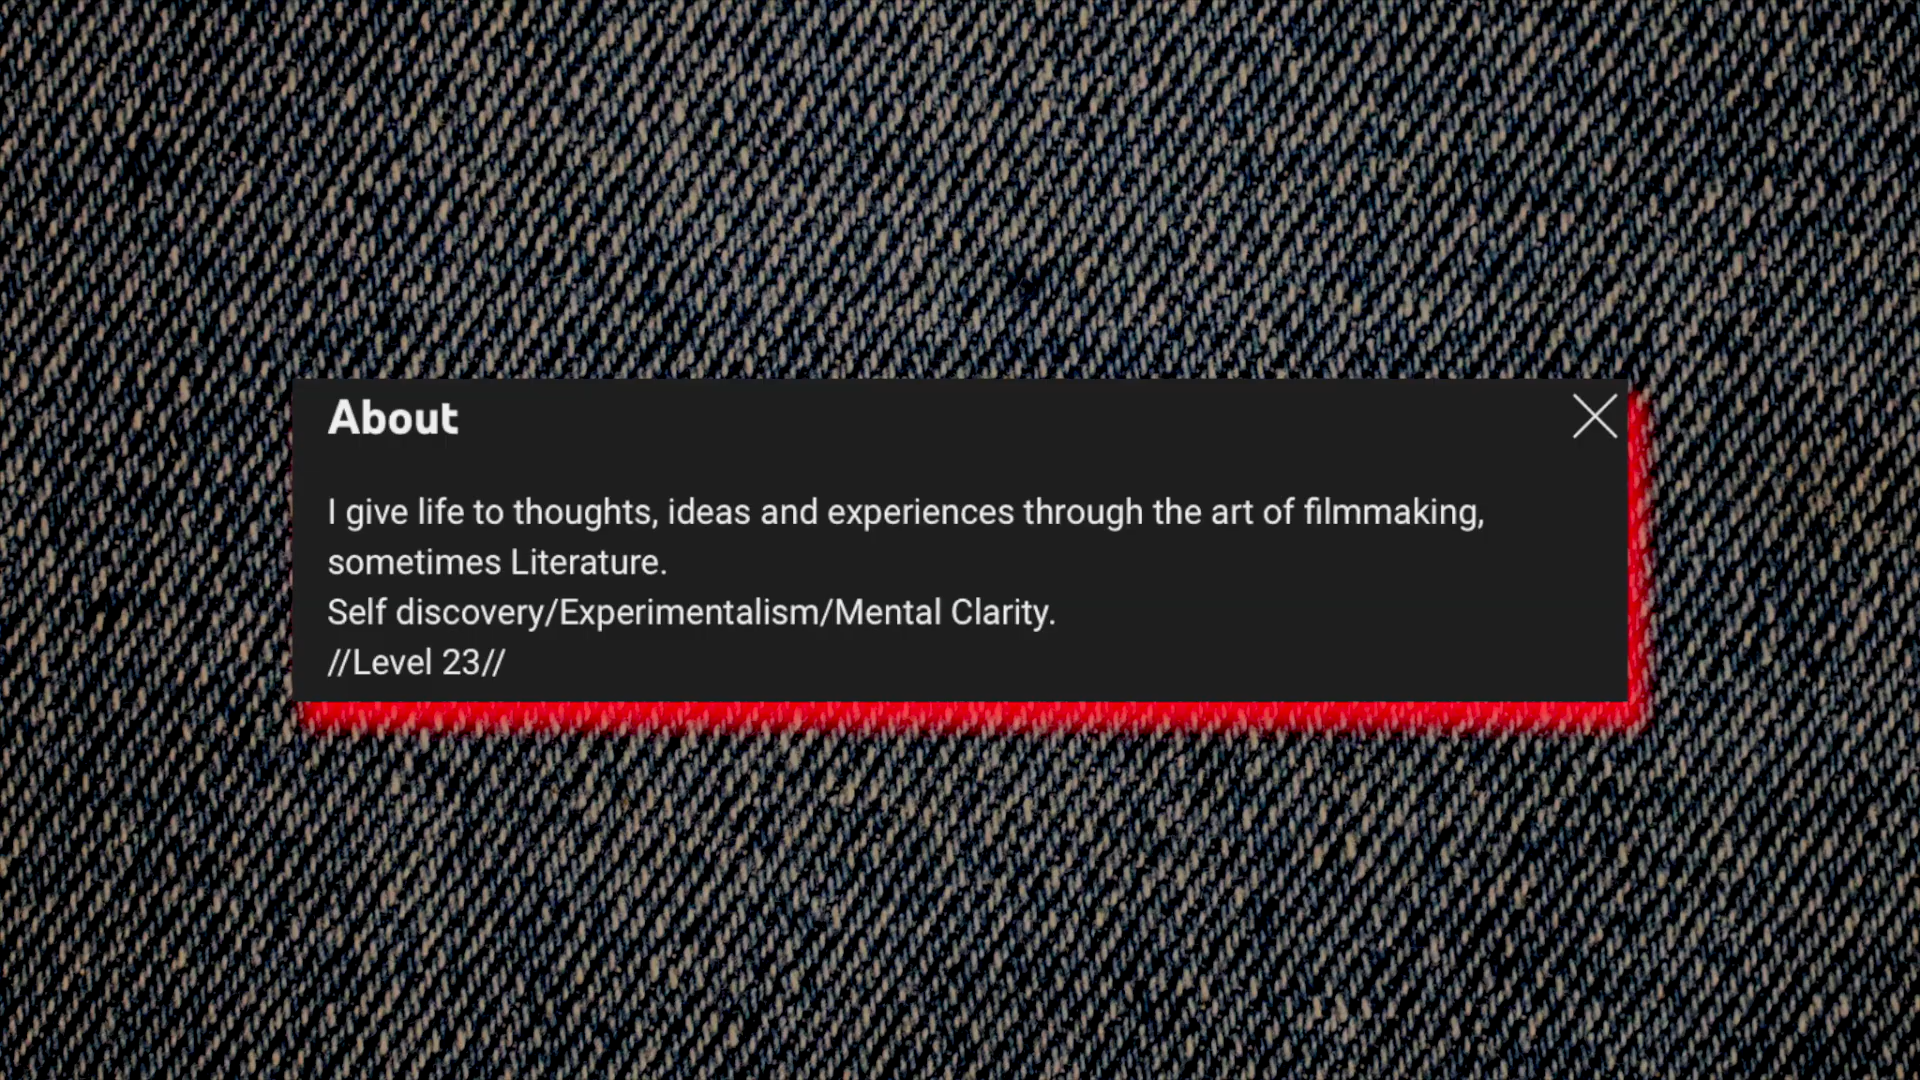 About
I give life to thoughts, ideas and experiences through the art of filmmaking,
sometimes Literature.
Self discovery/Experimentalism/Mental Clarity.
//Level 23//